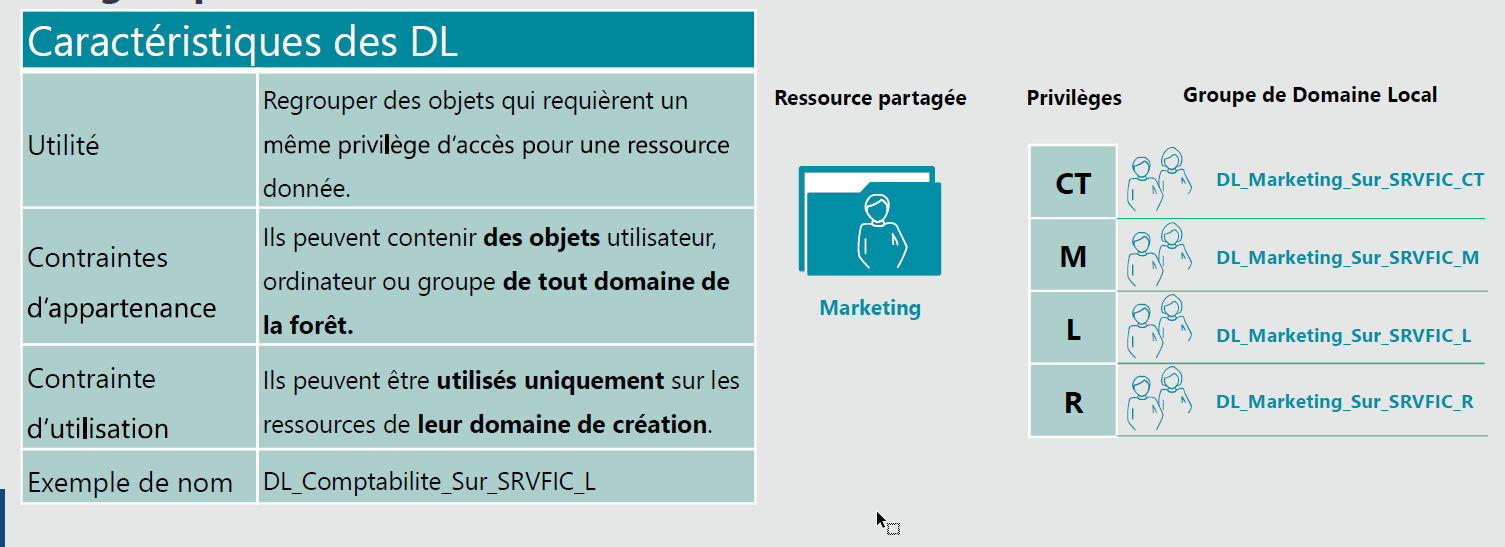 Caractéristiques des DL
Utilité
Regrouper des objets qui requièrent un
même privilège d'accès pour une ressource
donnée.
Contraintes
d'appartenance
Ils peuvent contenir des objets utilisateur,
ordinateur ou groupe de tout domaine de
la forêt.
Contrainte
d'utilisation
Ils peuvent être utilisés uniquement sur les
ressources de leur domaine de création.
Exemple de nom
DL_Comptabilite_Sur_SRVFIC_L
Ressource partagée
Marketing
Privilèges
Groupe de Domaine Local
CT
DL_Marketing_Sur_SRVFIC_CT
M
DL_Marketing_Sur_SRVFIC_M
L
DL_Marketing_Sur_SRVFIC_L
R
DL_Marketing_Sur_SRVFIC_R